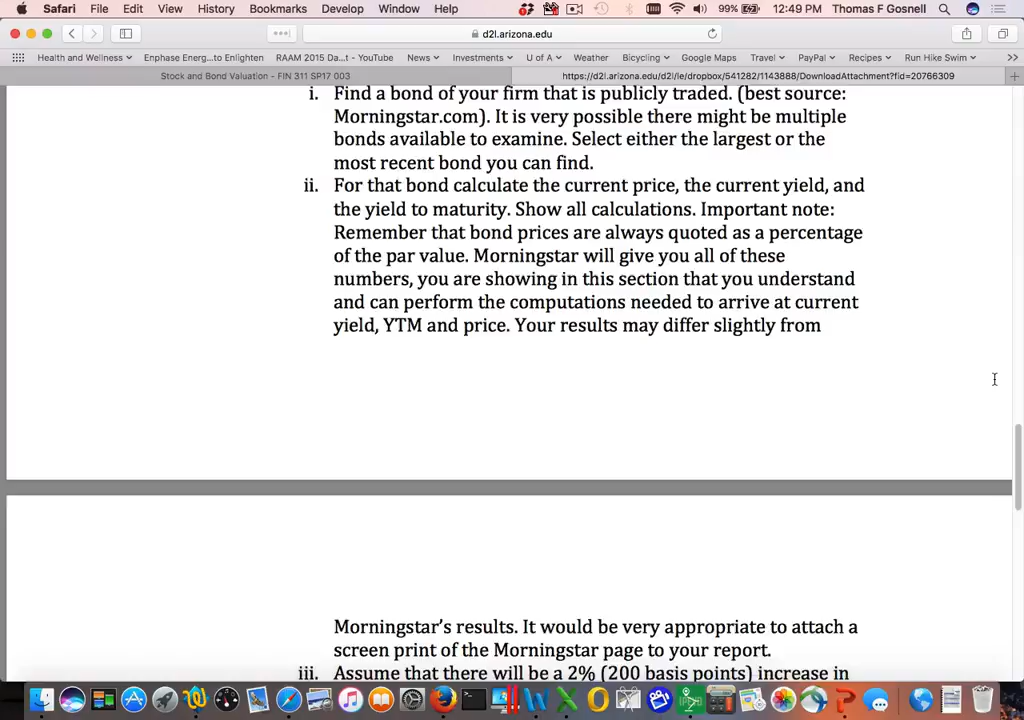 Safari File Edit View History Bookmarks Develop Window Help 99% 12:49 PM Thomas F Gosnell
d2l.arizona.edu
Health and Wellness Enphase Energ...to Enlighten RAAM 2015 Da...t - YouTube News Investments U of A Weather Bicycling Google Maps Travel PayPal Recipes Run Hike Swim >>
Stock and Bond Valuation - FIN 311 SP17 003 https://d2l.arizona.edu/d2l/le/dropbox/541282/1143888/DownloadAttachment?fid=20766309
i. Find a bond of your firm that is publicly traded. (best source:
Morningstar.com). It is very possible there might be multiple
bonds available to examine. Select either the largest or the
most recent bond you can find.
ii. For that bond calculate the current price, the current yield, and
the yield to maturity. Show all calculations. Important note:
Remember that bond prices are always quoted as a percentage
of the par value. Morningstar will give you all of these
numbers, you are showing in this section that you understand
and can perform the computations needed to arrive at current
yield, YTM and price. Your results may differ slightly from
Morningstar's results. It would be very appropriate to attach a
screen print of the Morningstar page to your report.
iii. Assume that there will be a 2% (200 basis points) increase in